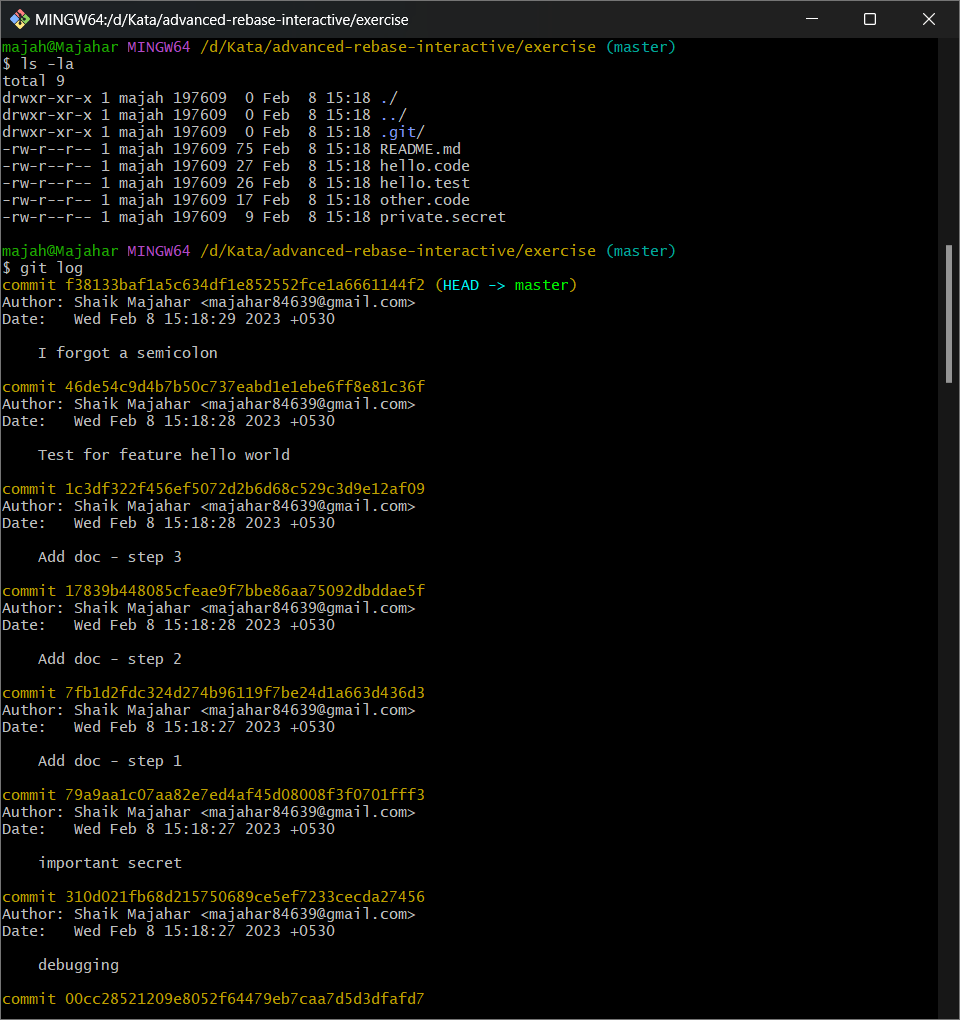 MINGW64:/d/Kata/advanced-rebase-interactive/exercise
majah@Majahar MINGW64 /d/Kata/advanced-rebase-interactive/exercise (master)
$ ls -la
total 9
drwxr-xr-x 1 majah 197609  0 Feb  8 15:18 ./
drwxr-xr-x 1 majah 197609  0 Feb  8 15:18 ../
drwxr-xr-x 1 majah 197609  0 Feb  8 15:18 .git/
-rw-r--r-- 1 majah 197609 75 Feb  8 15:18 README.md
-rw-r--r-- 1 majah 197609 27 Feb  8 15:18 hello.code
-rw-r--r-- 1 majah 197609 26 Feb  8 15:18 hello.test
-rw-r--r-- 1 majah 197609 17 Feb  8 15:18 other.code
-rw-r--r-- 1 majah 197609  9 Feb  8 15:18 private.secret
majah@Majahar MINGW64 /d/Kata/advanced-rebase-interactive/exercise (master)
$ git log
commit f38133baf1a5c634df1e852552fce1a6661144f2 (HEAD -> master)
Author: Shaik Majahar <majahar84639@gmail.com>
Date:   Wed Feb 8 15:18:29 2023 +0530
    I forgot a semicolon
commit 46de54c9d4b7b50c737eabd1e1ebe6ff8e81c36f
Author: Shaik Majahar <majahar84639@gmail.com>
Date:   Wed Feb 8 15:18:28 2023 +0530
    Test for feature hello world
commit 1c3df322f456ef5072d2b6d68c529c3d9e12af09
Author: Shaik Majahar <majahar84639@gmail.com>
Date:   Wed Feb 8 15:18:28 2023 +0530
    Add doc - step 3
commit 17839b448085cfeae9f7bbe86aa75092dbddae5f
Author: Shaik Majahar <majahar84639@gmail.com>
Date:   Wed Feb 8 15:18:28 2023 +0530
    Add doc - step 2
commit 7fb1d2fdc324d274b96119f7be24d1a663d436d3
Author: Shaik Majahar <majahar84639@gmail.com>
Date:   Wed Feb 8 15:18:27 2023 +0530
    Add doc - step 1
commit 79a9aa1c07aa82e7ed4af45d08008f3f0701fff3
Author: Shaik Majahar <majahar84639@gmail.com>
Date:   Wed Feb 8 15:18:27 2023 +0530
    important secret
commit 310d021fb68d215750689ce5ef7233cecda27456
Author: Shaik Majahar <majahar84639@gmail.com>
Date:   Wed Feb 8 15:18:27 2023 +0530
    debugging
commit 00cc28521209e8052f64479eb7caa7d5d3dfafd7